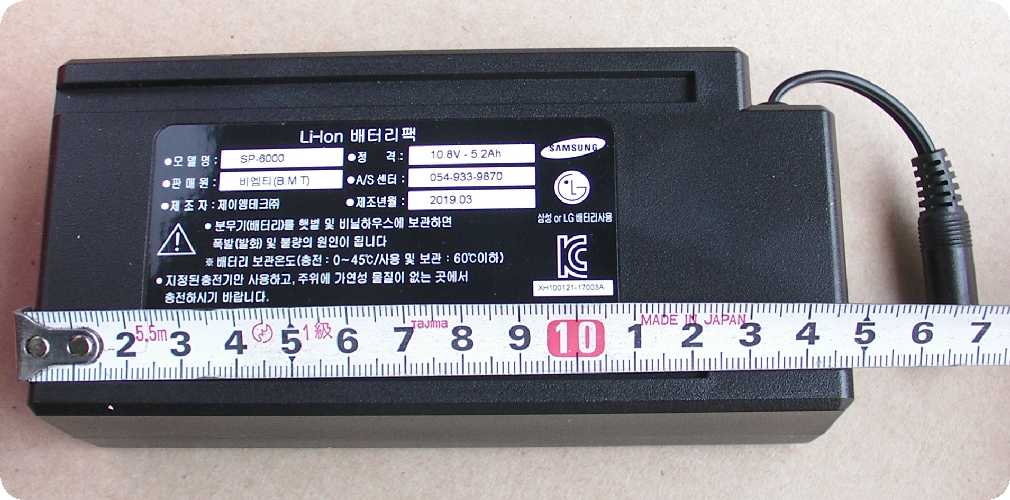 Li-Ion 배터리팩
●모 델 명 : SP-6000 ●정 격 : 10.8V - 5.2Ah
●판 매 원 : 비엠티(B.M.T) ●A/S 센터 : 054-933-9870
●제 조 자 : 제이엠테크㈜ ●제조년월 : 2019.03
SAMSUNG
LG
삼성 or LG 배터리사용
● 분무기(배터리)를 햇볕 및 비닐하우스에 보관하면
폭발(발화) 및 불량의 원인이 됩니다
※ 배터리 보관온도(충전 : 0~45℃/사용 및 보관 : 60℃이하)
●지정된충전기만 사용하고, 주위에 가연성 물질이 없는 곳에서
충전하시기 바랍니다.
KC
XH100121-17003A
5.5m 1級 Tajima MADE IN JAPAN
2 3 4 5 6 7 8 9 10 1 2 3 4 5 6 7